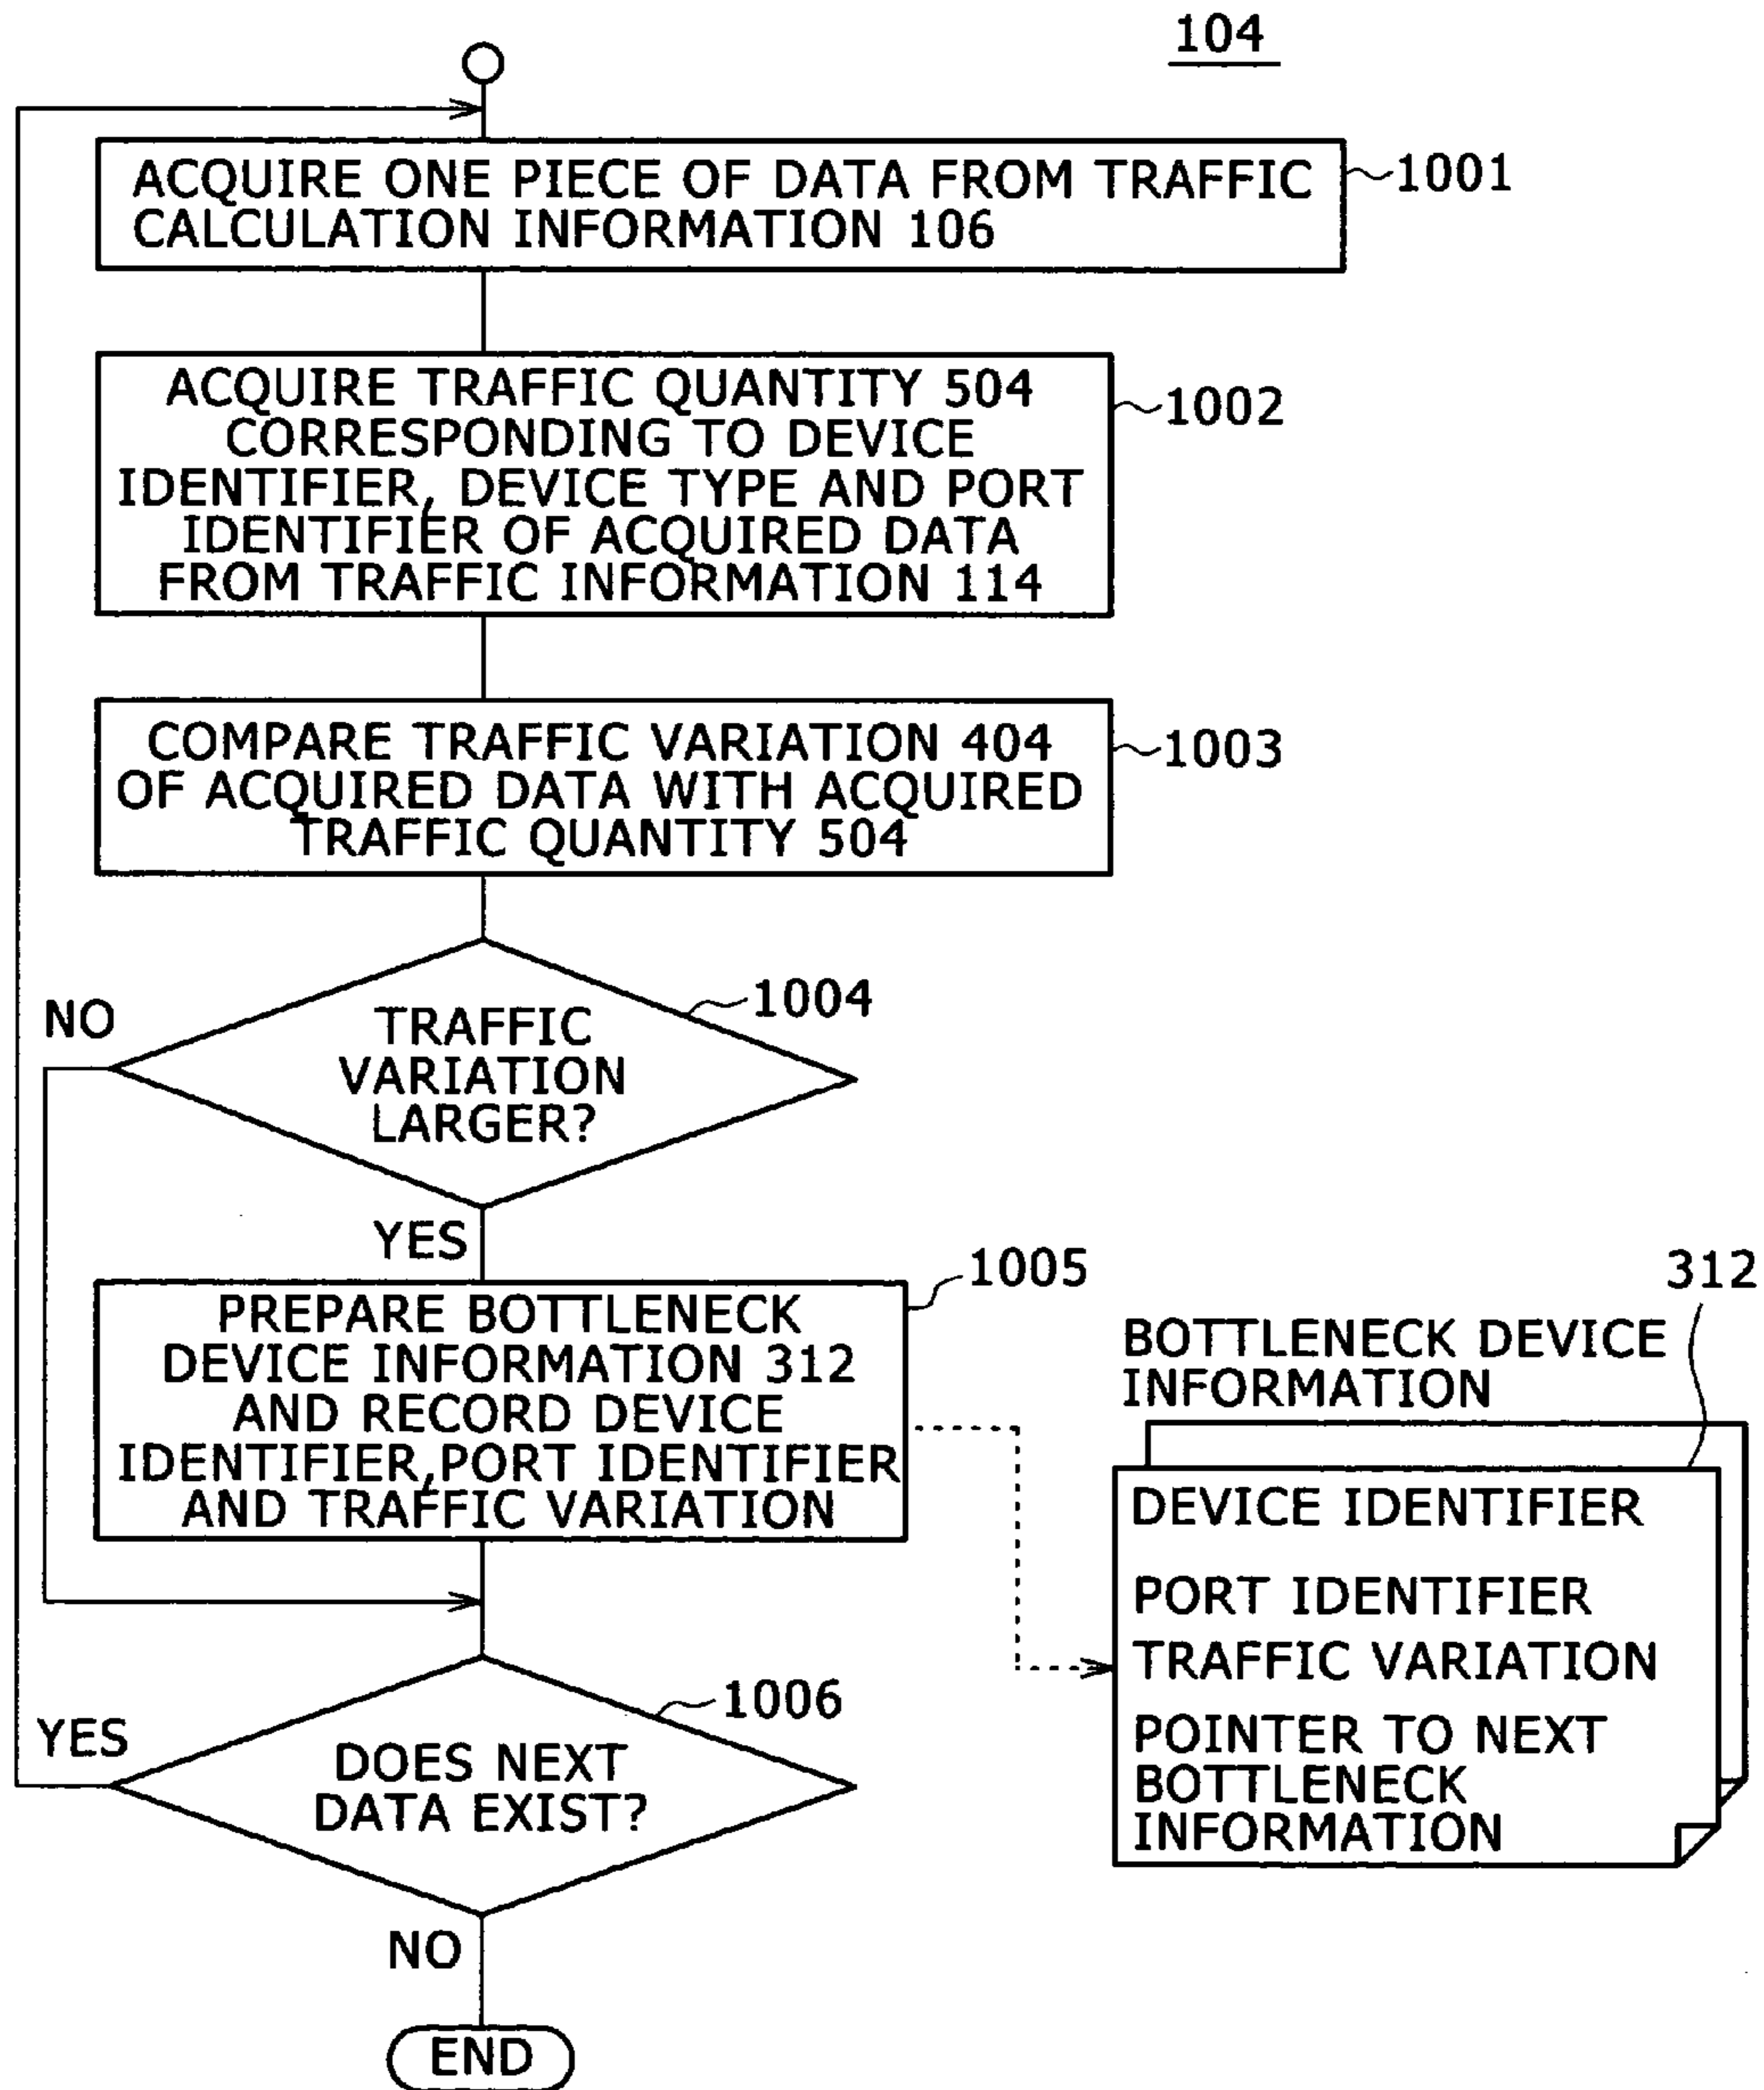 104
ACQUIRE ONE PIECE OF DATA FROM TRAFFIC
CALCULATION INFORMATION 106
1001
ACQUIRE TRAFFIC QUANTITY 504
CORRESPONDING TO DEVICE
IDENTIFIER, DEVICE TYPE AND PORT
IDENTIFIER OF ACQUIRED DATA
FROM TRAFFIC INFORMATION 114
1002
COMPARE TRAFFIC VARIATION 404
OF ACQUIRED DATA WITH ACQUIRED
TRAFFIC QUANTITY 504
1003
NO
TRAFFIC
VARIATION
LARGER?
1004
YES
PREPARE BOTTLENECK
DEVICE INFORMATION 312
AND RECORD DEVICE
IDENTIFIER,PORT IDENTIFIER
AND TRAFFIC VARIATION
1005
312
BOTTLENECK DEVICE
INFORMATION
DEVICE IDENTIFIER
PORT IDENTIFIER
TRAFFIC VARIATION
POINTER TO NEXT
BOTTLENECK
INFORMATION
YES
DOES NEXT
DATA EXIST?
1006
NO
END